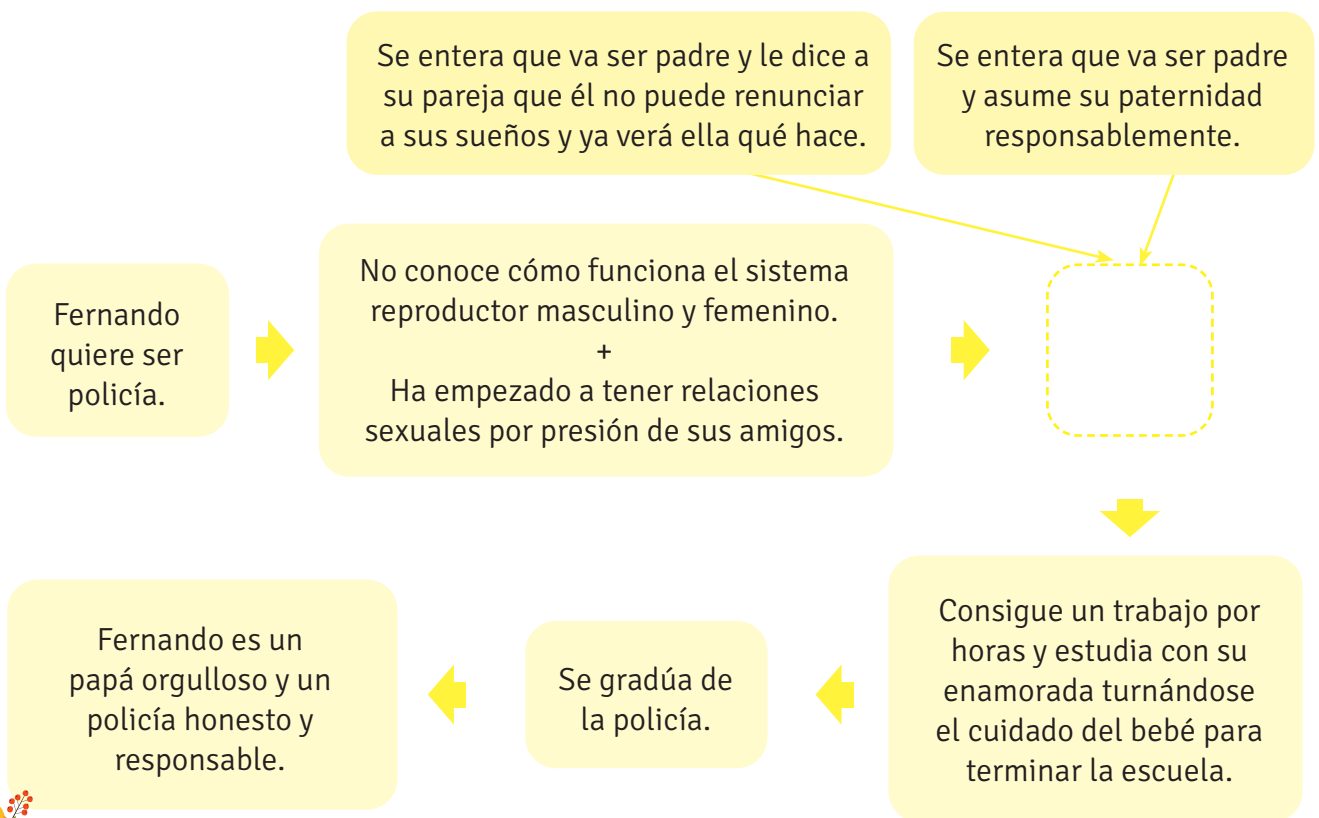 Se entera que va ser padre y le dice a
su pareja que él no puede renunciar
a sus sueños y ya verá ella qué hace.
Se entera que va ser padre
y asume su paternidad
responsablemente.
Fernando
quiere ser
policía.
No conoce cómo funciona el sistema
reproductor masculino y femenino.
+
Ha empezado a tener relaciones
sexuales por presión de sus amigos.
Consigue un trabajo por
horas y estudia con su
enamorada turnándose
el cuidado del bebé para
terminar la escuela.
Se gradúa de
la policía.
Fernando es un
papá orgulloso y un
policía honesto y
responsable.